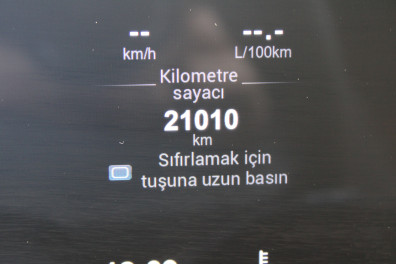 -- --.-
km/h L/100km
Kilometre
sayacı
21010
km
Sıfırlamak için
tuşuna uzun basın